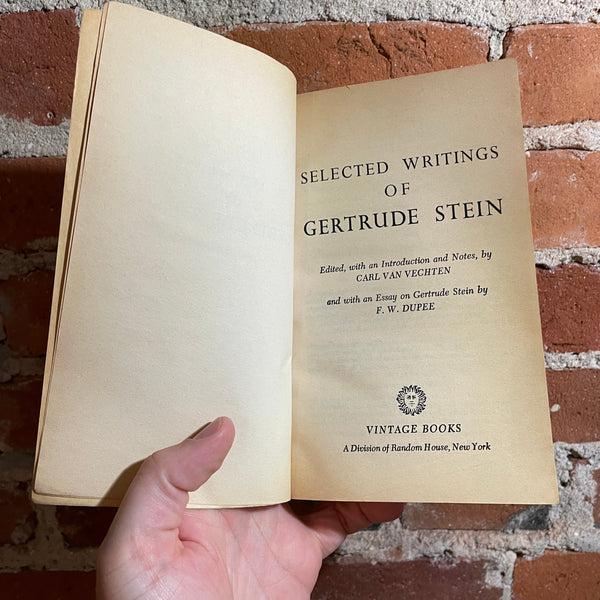 SELECTED WRITINGS
OF
GERTRUDE STEIN
Edited, with an Introduction and Notes, by
CARL VAN VECHTEN
and with an Essay on Gertrude Stein by
F. W. DUPEE
VINTAGE BOOKS
A Division of Random House, New York